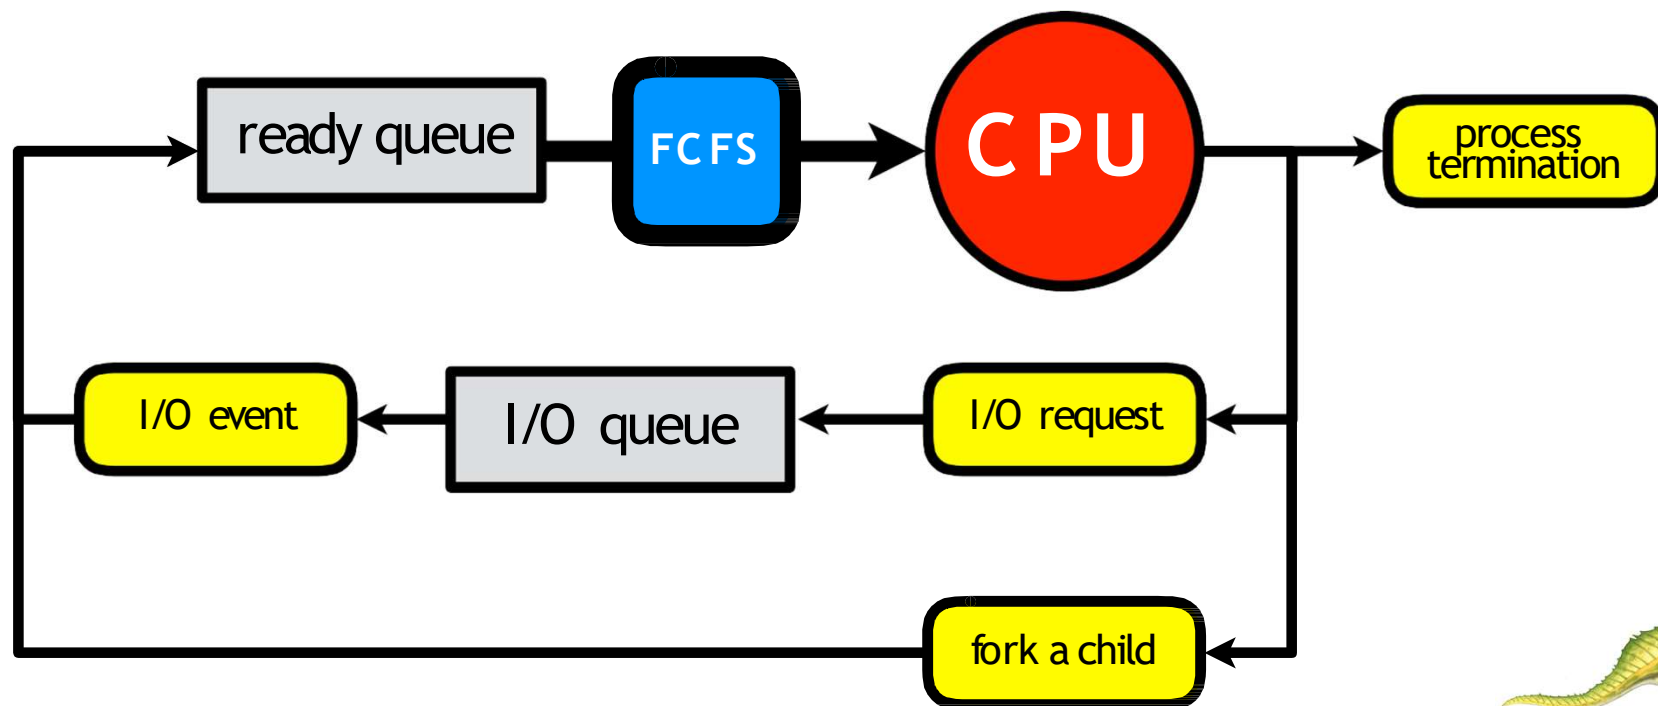 ready queue
FCFS
CPU
process
termination
I/O event
I/O queue
I/O request
fork a child